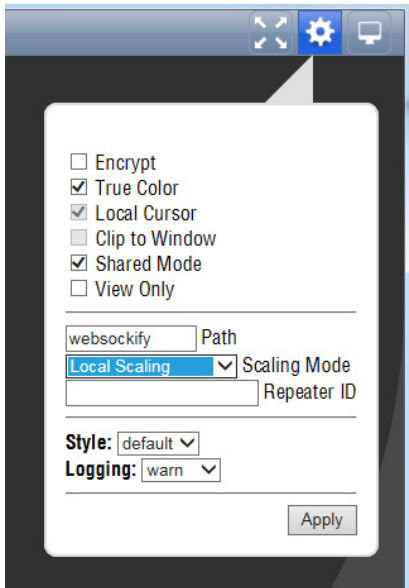 Encrypt
True Color
Local Cursor
Clip to Window
Shared Mode
View Only
websockify Path
Local Scaling Scaling Mode
Repeater ID
Style: default
Logging: warn
Apply